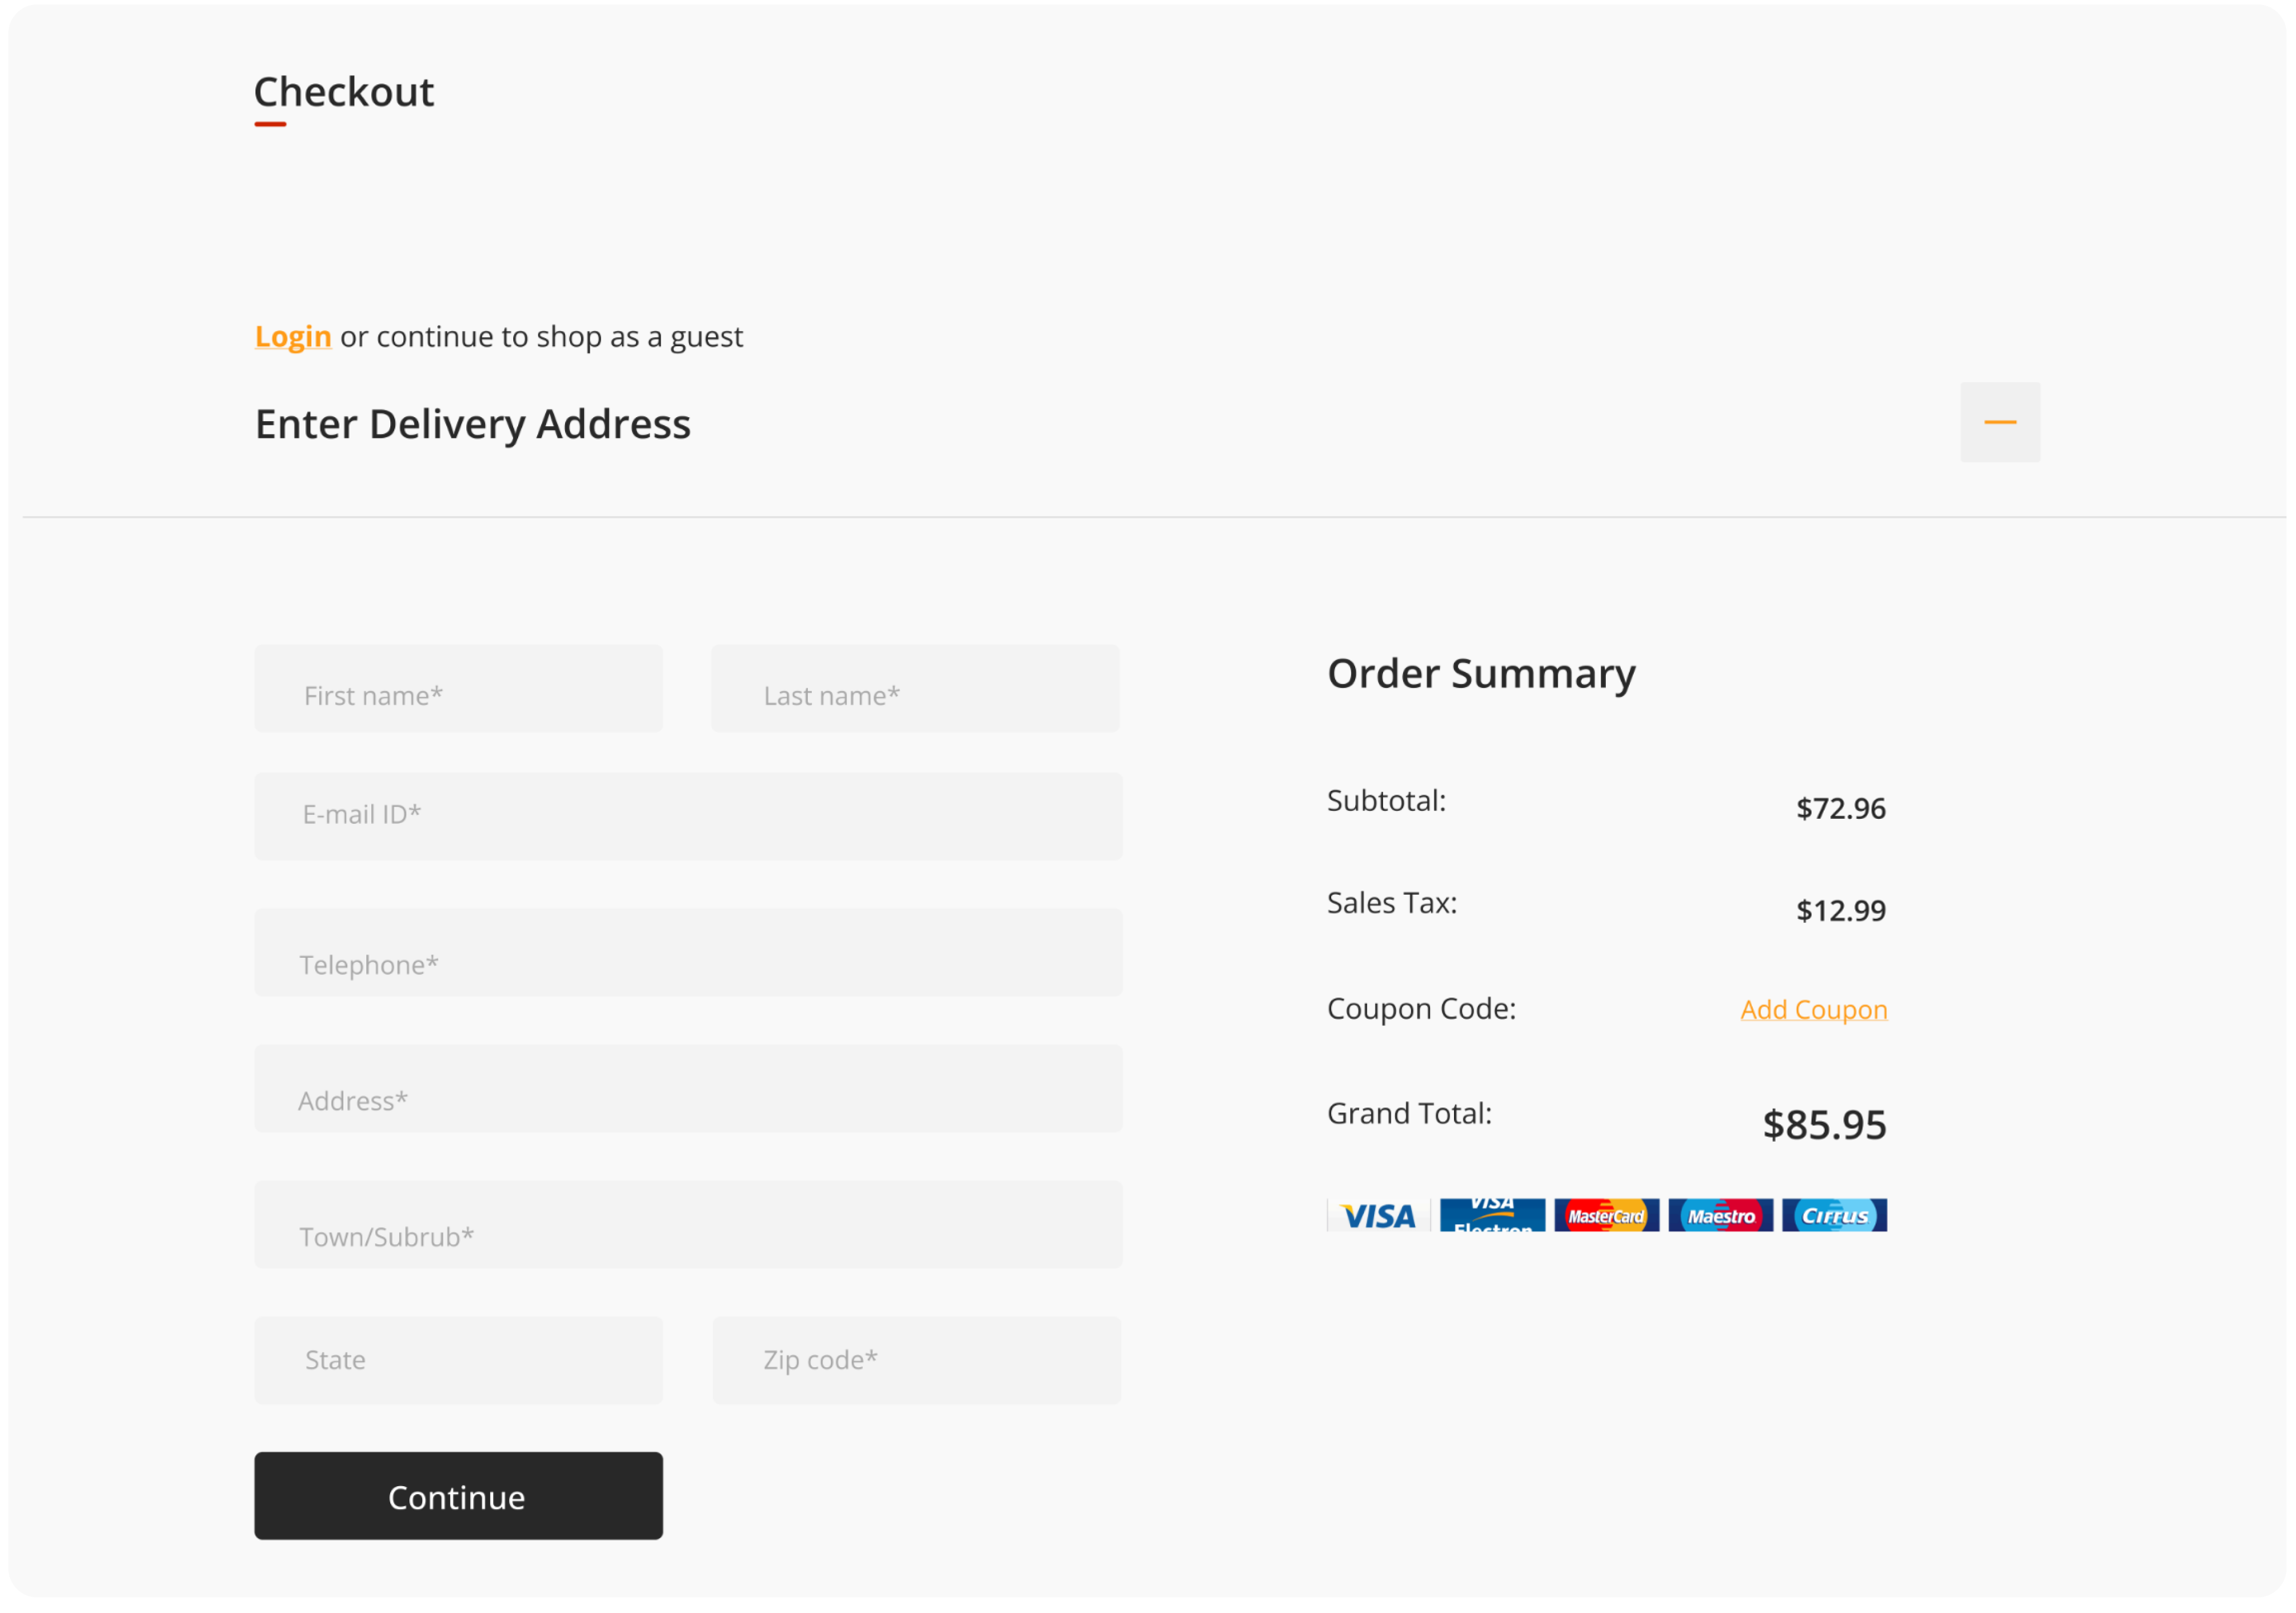 Checkout
Login or continue to shop as a guest
Enter Delivery Address
First name*
Last name*
E-mail ID*
Telephone*
Address*
Town/Subrub*
State
Zip code*
Continue
Order Summary
Subtotal: $72.96
Sales Tax: $12.99
Coupon Code: Add Coupon
Grand Total: $85.95
VISA
VISA
Electron
MasterCard
Maestro
Cirrus